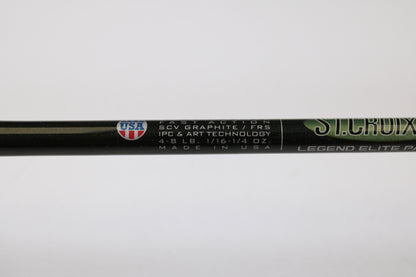 USA
FAST ACTION
SCV GRAPHITE / FRS
IPC & ART TECHNOLOGY
4-8 LB. 1/16-1/4 OZ.
MADE IN USA
ST.CROIX
LEGEND ELITE PA